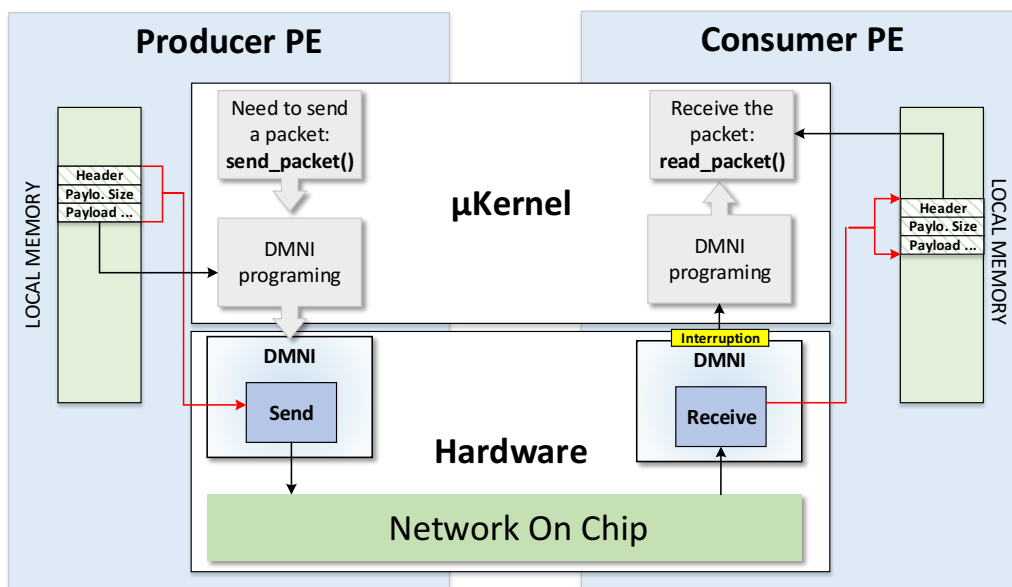 Producer PE
Consumer PE
Need to send
a packet:
send_packet()
Receive the
packet:
read_packet()
LOCAL MEMORY
Header
Paylo. Size
Payload ...
µKernel
DMNI
programing
DMNI
programing
Header
Paylo. Size
Payload ...
LOCAL MEMORY
Interruption
DMNI
Send
DMNI
Receive
Hardware
Network On Chip